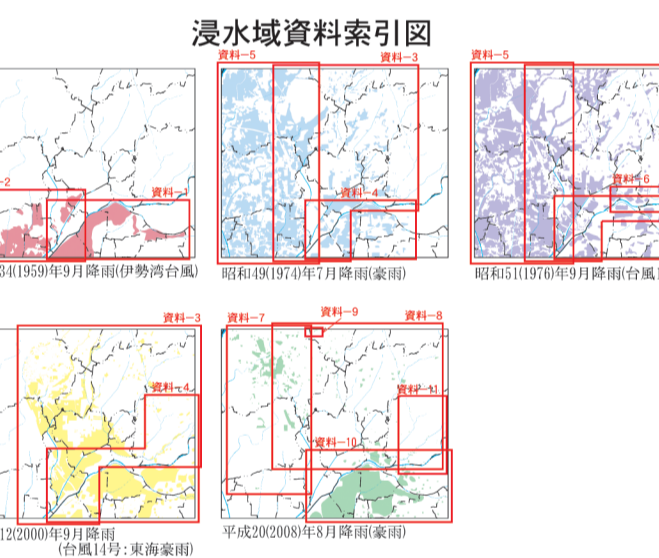 浸水域資料索引図
資料-5
資料-3
資料-5
-2
資料-1
資料-4
資料-6
34(1959)年9月降雨(伊勢湾台風)
昭和49(1974)年7月降雨(豪雨)
昭和51(1976)年9月降雨(台風1
資料-3
資料-7
資料-9
資料-8
資料-4
資料-11
資料-10
12(2000)年9月降雨
(台風14号:東海豪雨)
平成20(2008)年8月降雨(豪雨)